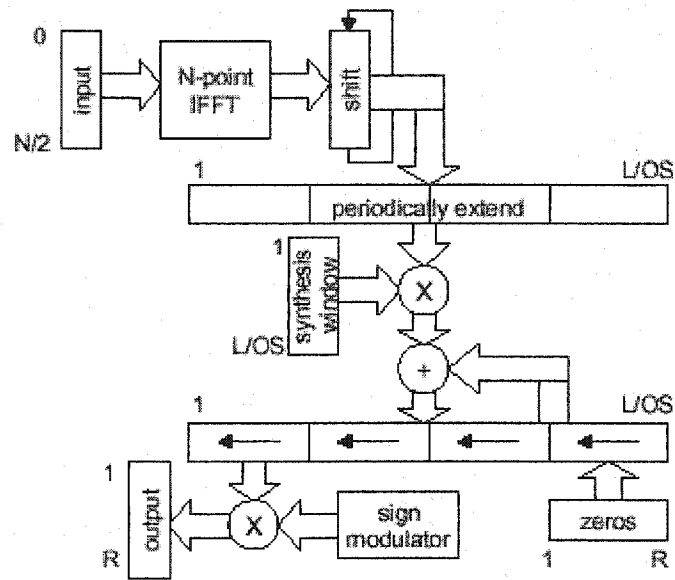 0
input
N/2
N-point
IFFT
shift
1
L/OS
periodically extend
1
synthesis
window
L/OS
X
+
1
L/OS
1
output
R
X
sign
modulator
zeros
1
R